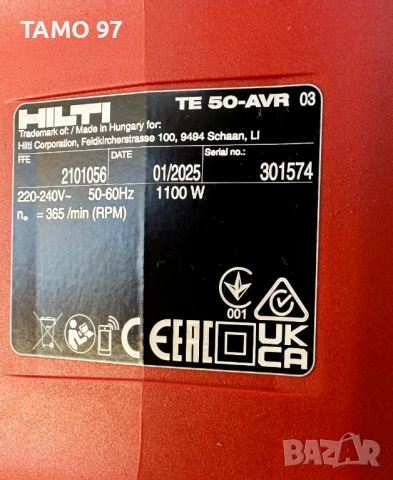 TAMO 97
HILTI TE 50-AVR 03
Trademark of: / Made in Hungary for:
Hilti Corporation, Feldkircherstrasse 100, 9494 Schaan, LI
FFE DATE Serial no.:
2101056 01/2025 301574
220-240V~ 50-60Hz 1100 W
n₀ = 365 /min (RPM)
001
CE EAC UK
CA
BAZAR